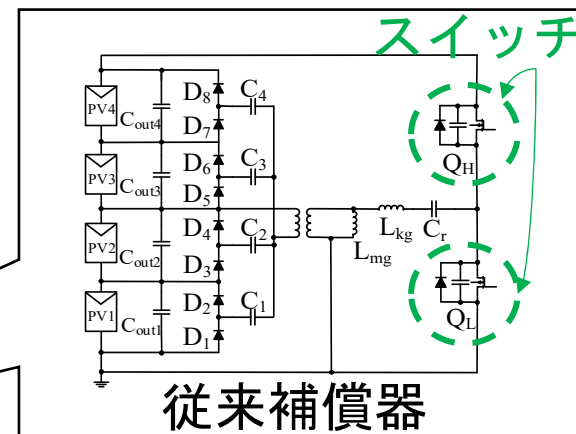 スイッチ
PV4
Cout4
D8
D7
C4
QH
PV3
Cout3
D6
D5
C3
PV2
Cout2
D4
D3
C2
Lmg
Lkg
Cr
PV1
Cout1
D2
D1
C1
QL
従来補償器